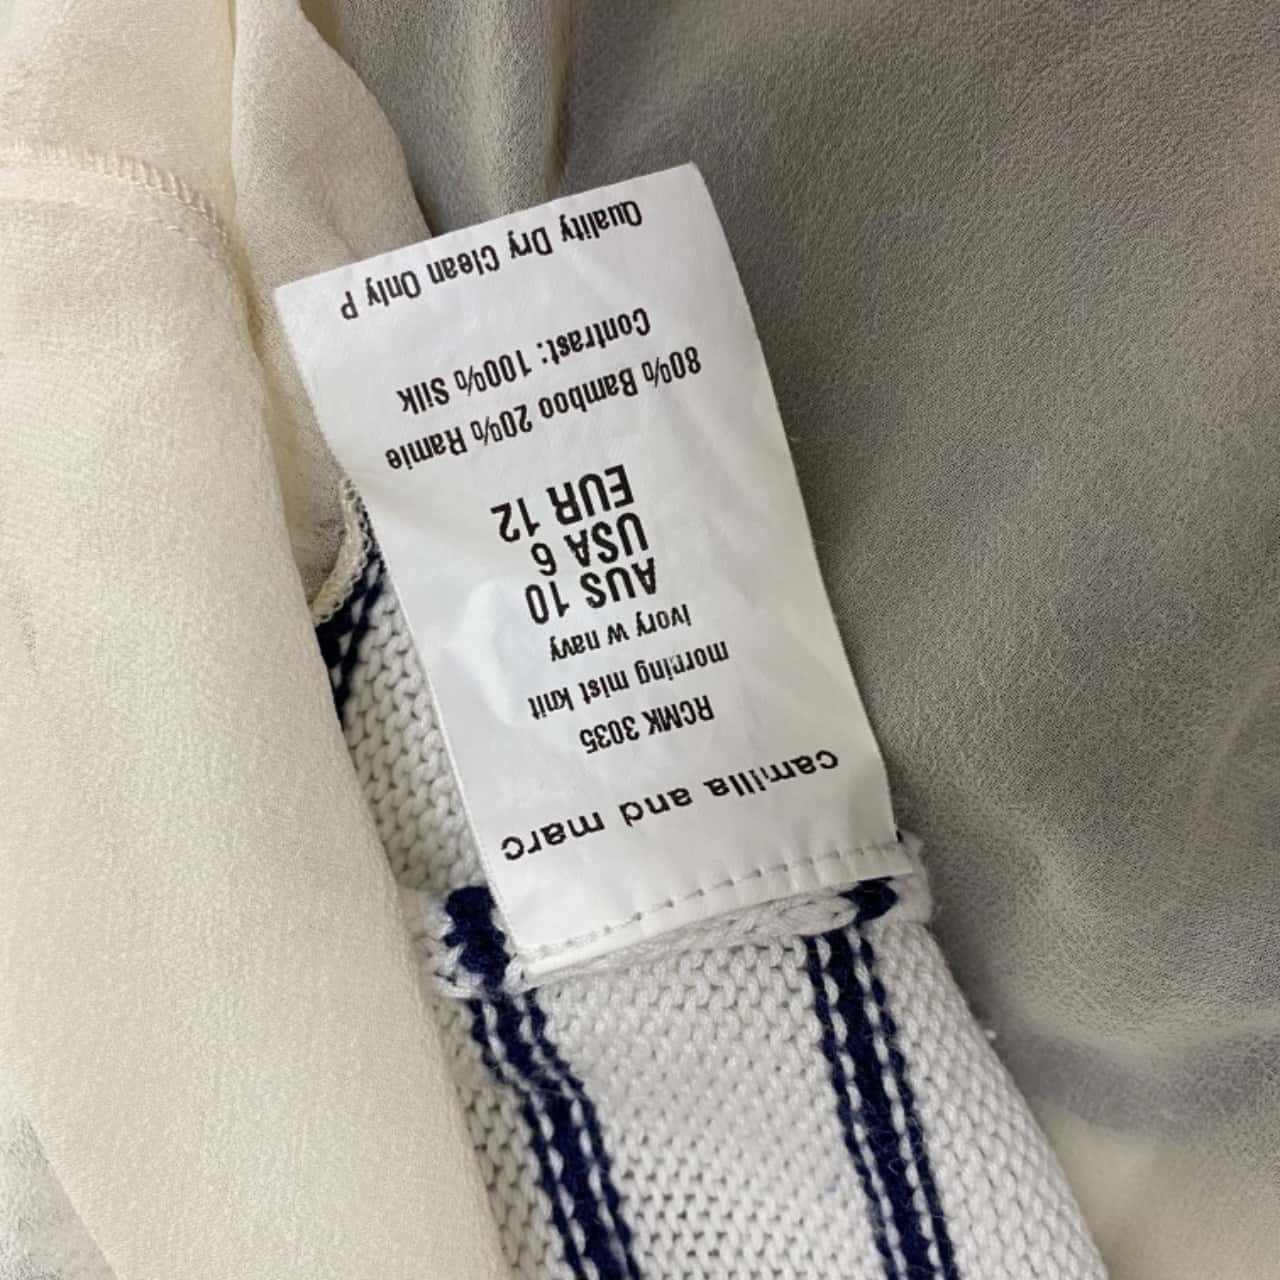 camilla and marc
RCMK 3035
morning mist knit
ivory w navy
AUS 10
USA 6
EUR 12
80% Bamboo 20% Ramie
Contrast: 100% Silk
Quality Dry Clean Only P